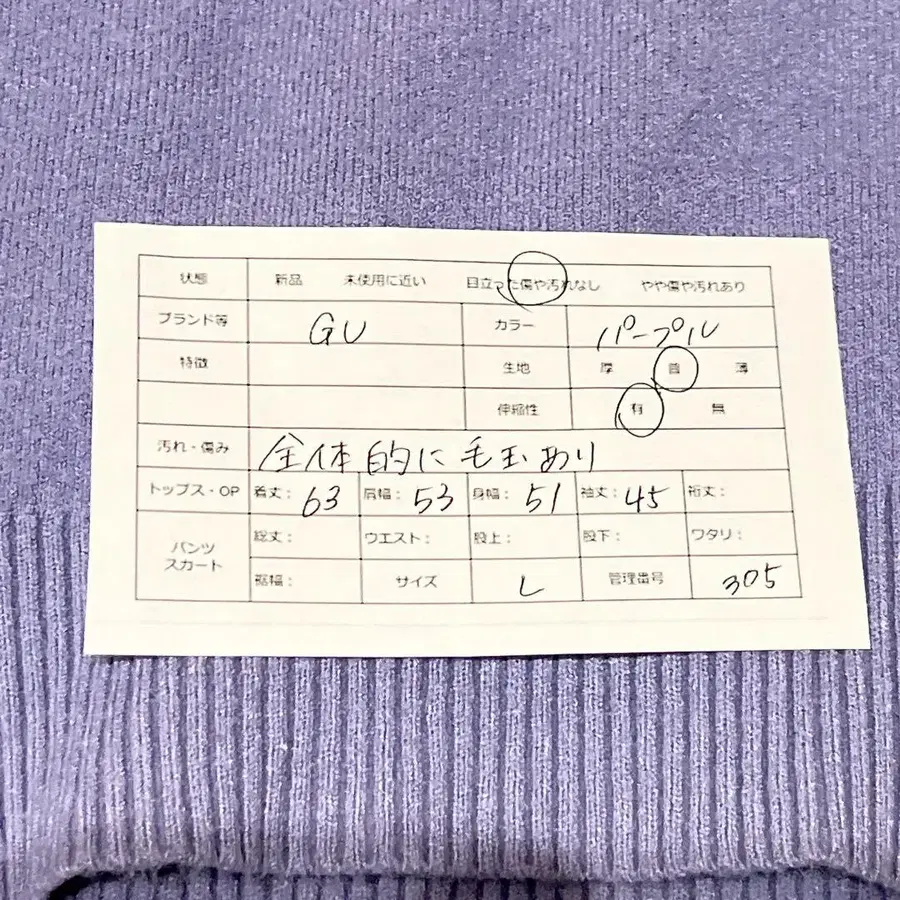 状態 新品 未使用に近い 目立った傷や汚れなし やや傷や汚れあり
ブランド等 GU カラー パープル
特徴 生地 厚 普 薄
伸縮性 有 無
汚れ・傷み 全体的に毛玉あり
トップス・OP 着丈: 63 肩幅: 53 身幅: 51 袖丈: 45 裄丈:
パンツ スカート 総丈: ウエスト: 股上: 股下: ワタリ:
裾幅: サイズ L 管理番号 305